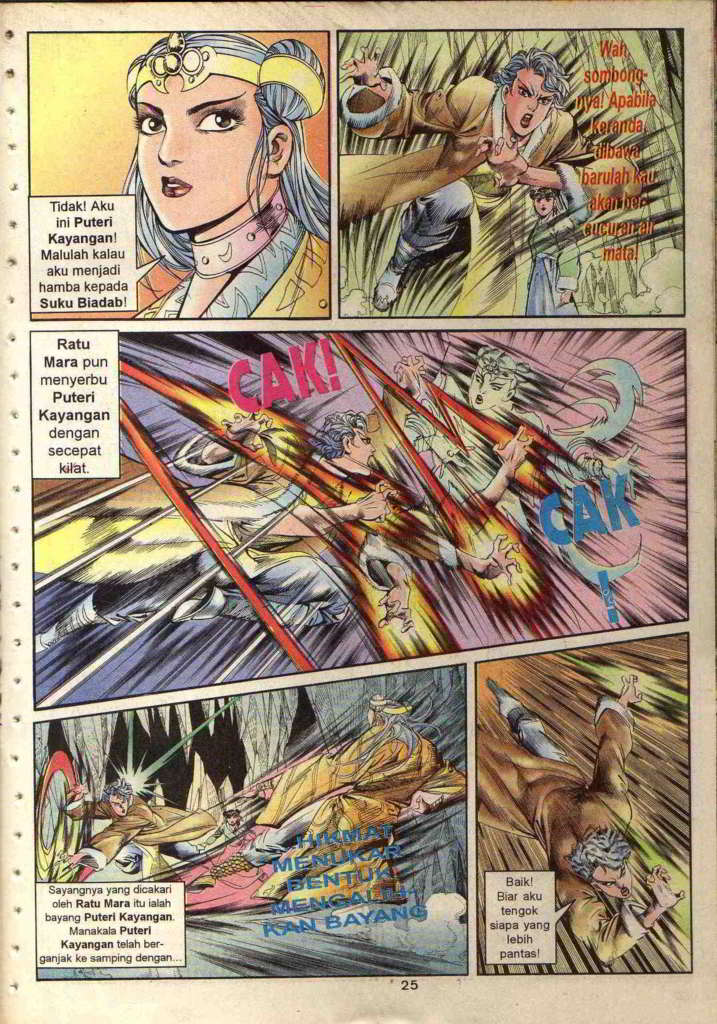 Tidak! Aku
ini Puteri
Kayangan!
Malulah kalau
aku menjadi
hamba kepada
Suku Biadab!
Wah,
sombong-
nya! Apabila
keranda
dibawa
barulah kau
akan ber-
cucuran air
mata!
Ratu
Mara pun
menyerbu
Puteri
Kayangan
dengan
secepat
kilat.
CAK!
CAK
!
HIKMAT
MENUKAR
BENTUK
MENGALIH-
KAN BAYANG
Sayangnya yang dicakari
oleh Ratu Mara itu ialah
bayang Puteri Kayangan.
Manakala Puteri
Kayangan telah ber-
ganjak ke samping dengan...
Baik!
Biar aku
tengok
siapa yang
lebih
pantas!
25